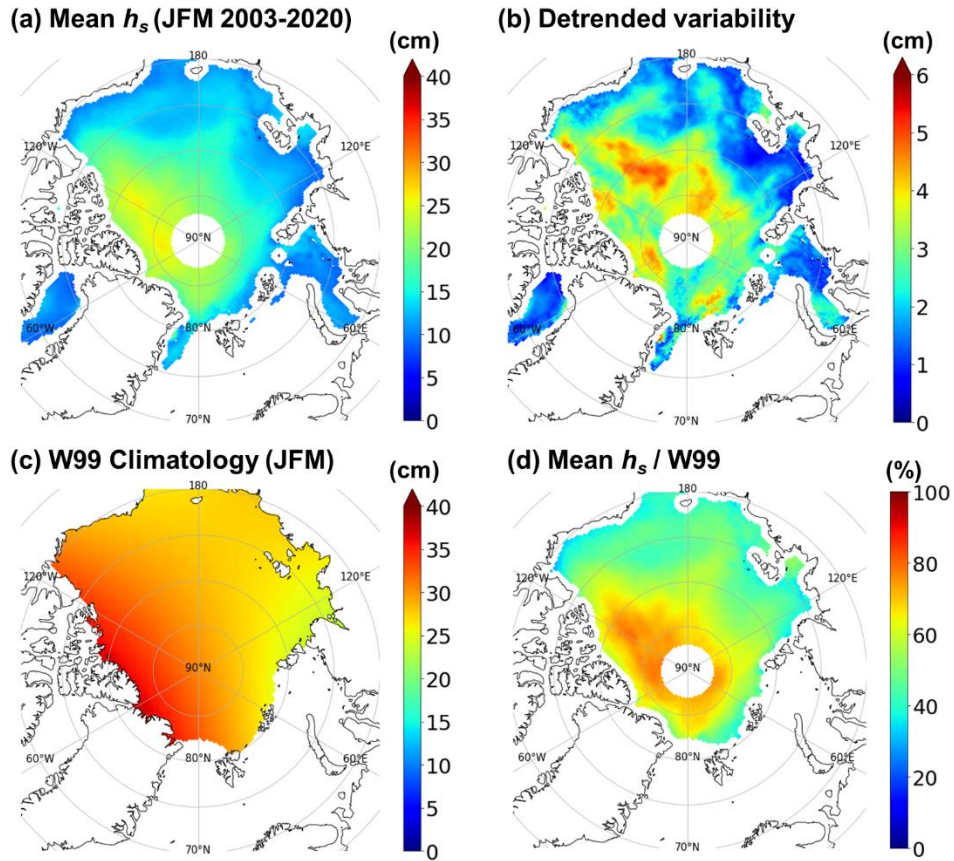 (a) Mean hs (JFM 2003-2020)
(cm)
180
120°W
120°E
90°N
60°W
80°N
60°E
70°N
40
35
30
25
20
15
10
5
0
(b) Detrended variability
(cm)
180
120°W
120°E
90°N
60°W
80°N
60°E
70°N
6
5
4
3
2
1
0
(c) W99 Climatology (JFM)
(cm)
180
120°W
120°E
90°N
60°W
80°N
60°E
70°N
40
35
30
25
20
15
10
5
0
(d) Mean hs / W99
(%)
180
120°W
120°E
90°N
60°W
80°N
60°E
70°N
100
80
60
40
20
0